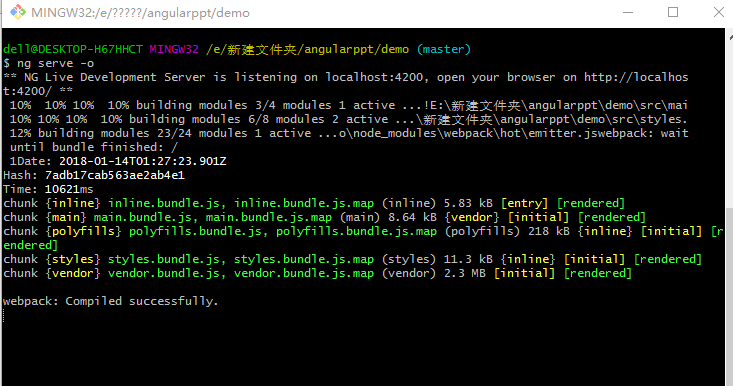 MINGW32:/e/?????/angularppt/demo
dell@DESKTOP-H67HHCT MINGW32 /e/新建文件夹/angularppt/demo (master)
$ ng serve -o
** NG Live Development Server is listening on localhost:4200, open your browser on http://localhos
t:4200/ **
 10%  10% 10%  10% building modules 3/4 modules 1 active ...!E:\新建文件夹\angularppt\demo\src\mai
 10% 10% 10%  10% building modules 6/8 modules 2 active ...\新建文件夹\angularppt\demo\src\styles.
 12% building modules 23/24 modules 1 active ...o\node_modules\webpack\hot\emitter.jswebpack: wait
 until bundle finished: /
 1Date: 2018-01-14T01:27:23.901Z
Hash: 7adb17cab563ae2ab4e1
Time: 10621ms
chunk {inline} inline.bundle.js, inline.bundle.js.map (inline) 5.83 kB [entry] [rendered]
chunk {main} main.bundle.js, main.bundle.js.map (main) 8.64 kB {vendor} [initial] [rendered]
chunk {polyfills} polyfills.bundle.js, polyfills.bundle.js.map (polyfills) 218 kB {inline} [initial] [r
endered]
chunk {styles} styles.bundle.js, styles.bundle.js.map (styles) 11.3 kB {inline} [initial] [rendered]
chunk {vendor} vendor.bundle.js, vendor.bundle.js.map (vendor) 2.3 MB [initial] [rendered]
webpack: Compiled successfully.